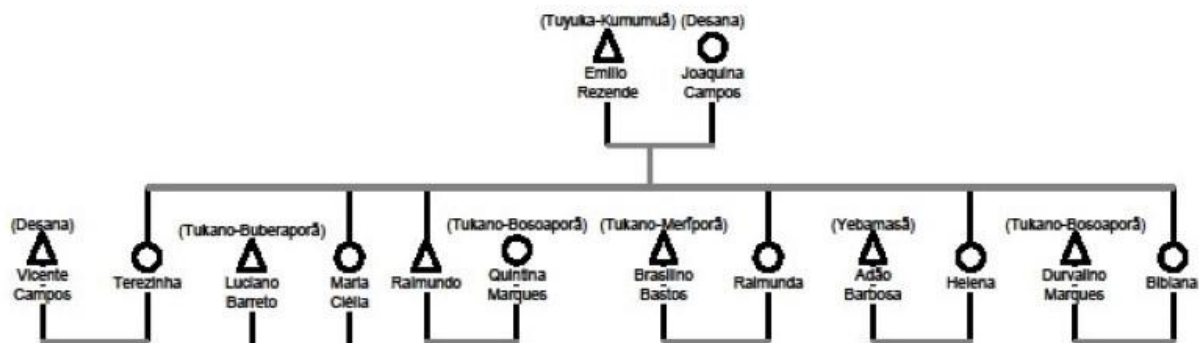 (Tuyuka-Kumumuã) (Desana)
Emilio Joaquina
Rezende Campos
(Desana) (Tukano-Buberaporã) (Tukano-Bosoaporã) (Tukano-Meríporã) (Yebamasã) (Tukano-Bosoaporã)
Vicente Terezinha Luciano Maria Raimundo Quintina Brasilino Raimunda Adão Helena Durvalino Bibiana
Campos Barreto Clélia Marques Bastos Barbosa Marques